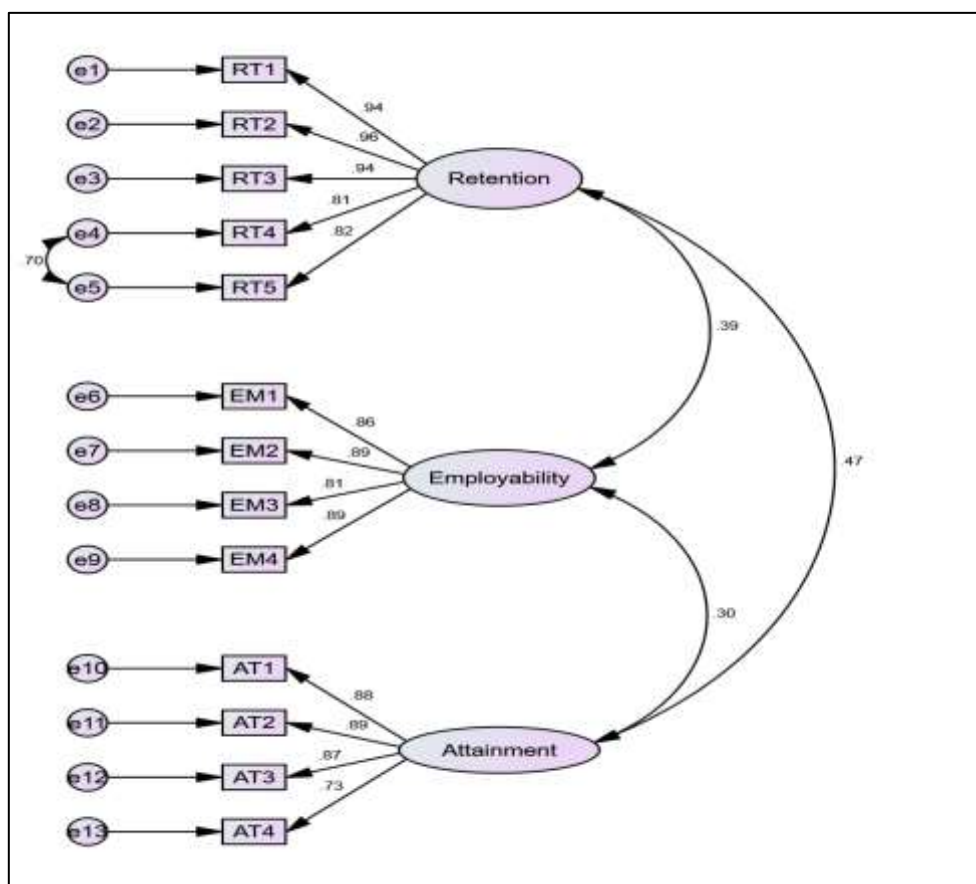 e1 RT1
.94
e2 RT2
.96
e3 RT3
.94
Retention
.81
e4 RT4
.82
.70
e5 RT5
.39
e6 EM1
.86
e7 EM2
.89
Employability
.47
.81
e8 EM3
.89
e9 EM4
.30
e10 AT1
.88
e11 AT2
.89
Attainment
.87
e12 AT3
.73
e13 AT4